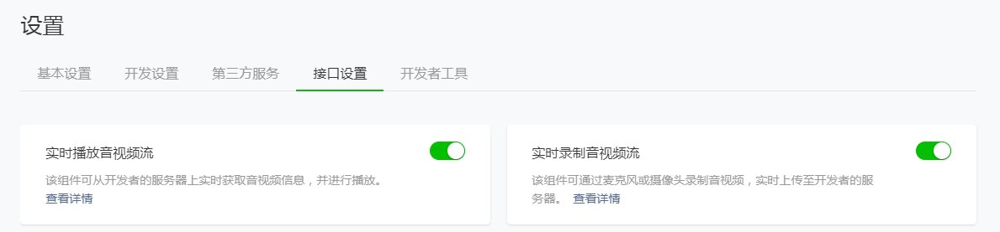 设置
基本设置 开发设置 第三方服务 接口设置 开发者工具
实时播放音视频流
该组件可从开发者的服务器上实时获取音视频信息，并进行播放。
查看详情
实时录制音视频流
该组件可通过麦克风或摄像头录制音视频，实时上传至开发者的服
务器。 查看详情